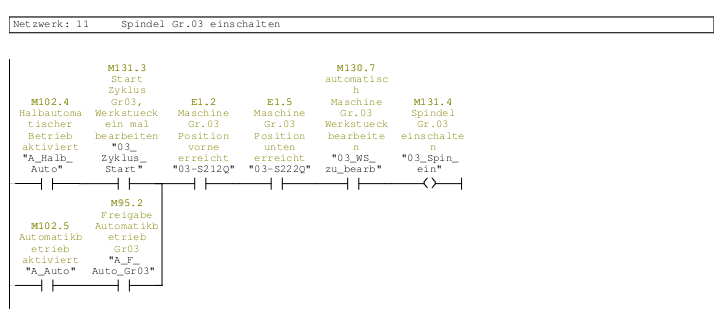 Netzwerk: 11 Spindel Gr.03 einschalten
M102.4
Halbautoma
tischer
Betrieb
aktiviert
"A_Halb_
Auto"
M131.3
Start
Zyklus
Gr03,
Werkstueck
ein mal
bearbeiten
"03_
Zyklus_
Start"
E1.2
Maschine
Gr.03
Position
vorne
erreicht
"03-S212Q"
E1.5
Maschine
Gr.03
Position
unten
erreicht
"03-S222Q"
M130.7
automatisc
h
Maschine
Gr.03
Werkstueck
bearbeite
n
"03_WS_
zu_bearb"
M131.4
Spindel
Gr.03
einschalte
n
"03_Spin_
ein"
M102.5
Automatikb
etrieb
aktiviert
"A_Auto"
M95.2
Freigabe
Automatikb
etrieb
Gr03
"A_F_
Auto_Gr03"